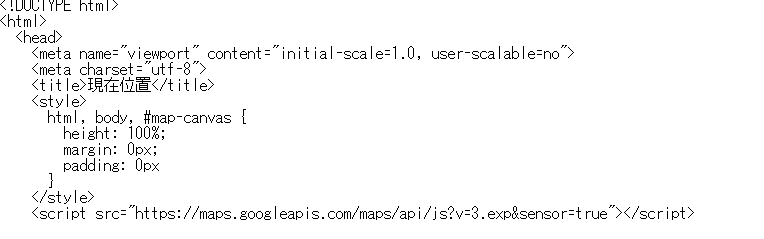 <!DOCTYPE html>
<html>
  <head>
    <meta name="viewport" content="initial-scale=1.0, user-scalable=no">
    <meta charset="utf-8">
    <title>現在位置</title>
    <style>
      html, body, #map-canvas {
        height: 100%;
        margin: 0px;
        padding: 0px
      }
    </style>
    <script src="https://maps.googleapis.com/maps/api/js?v=3.exp&sensor=true"></script>